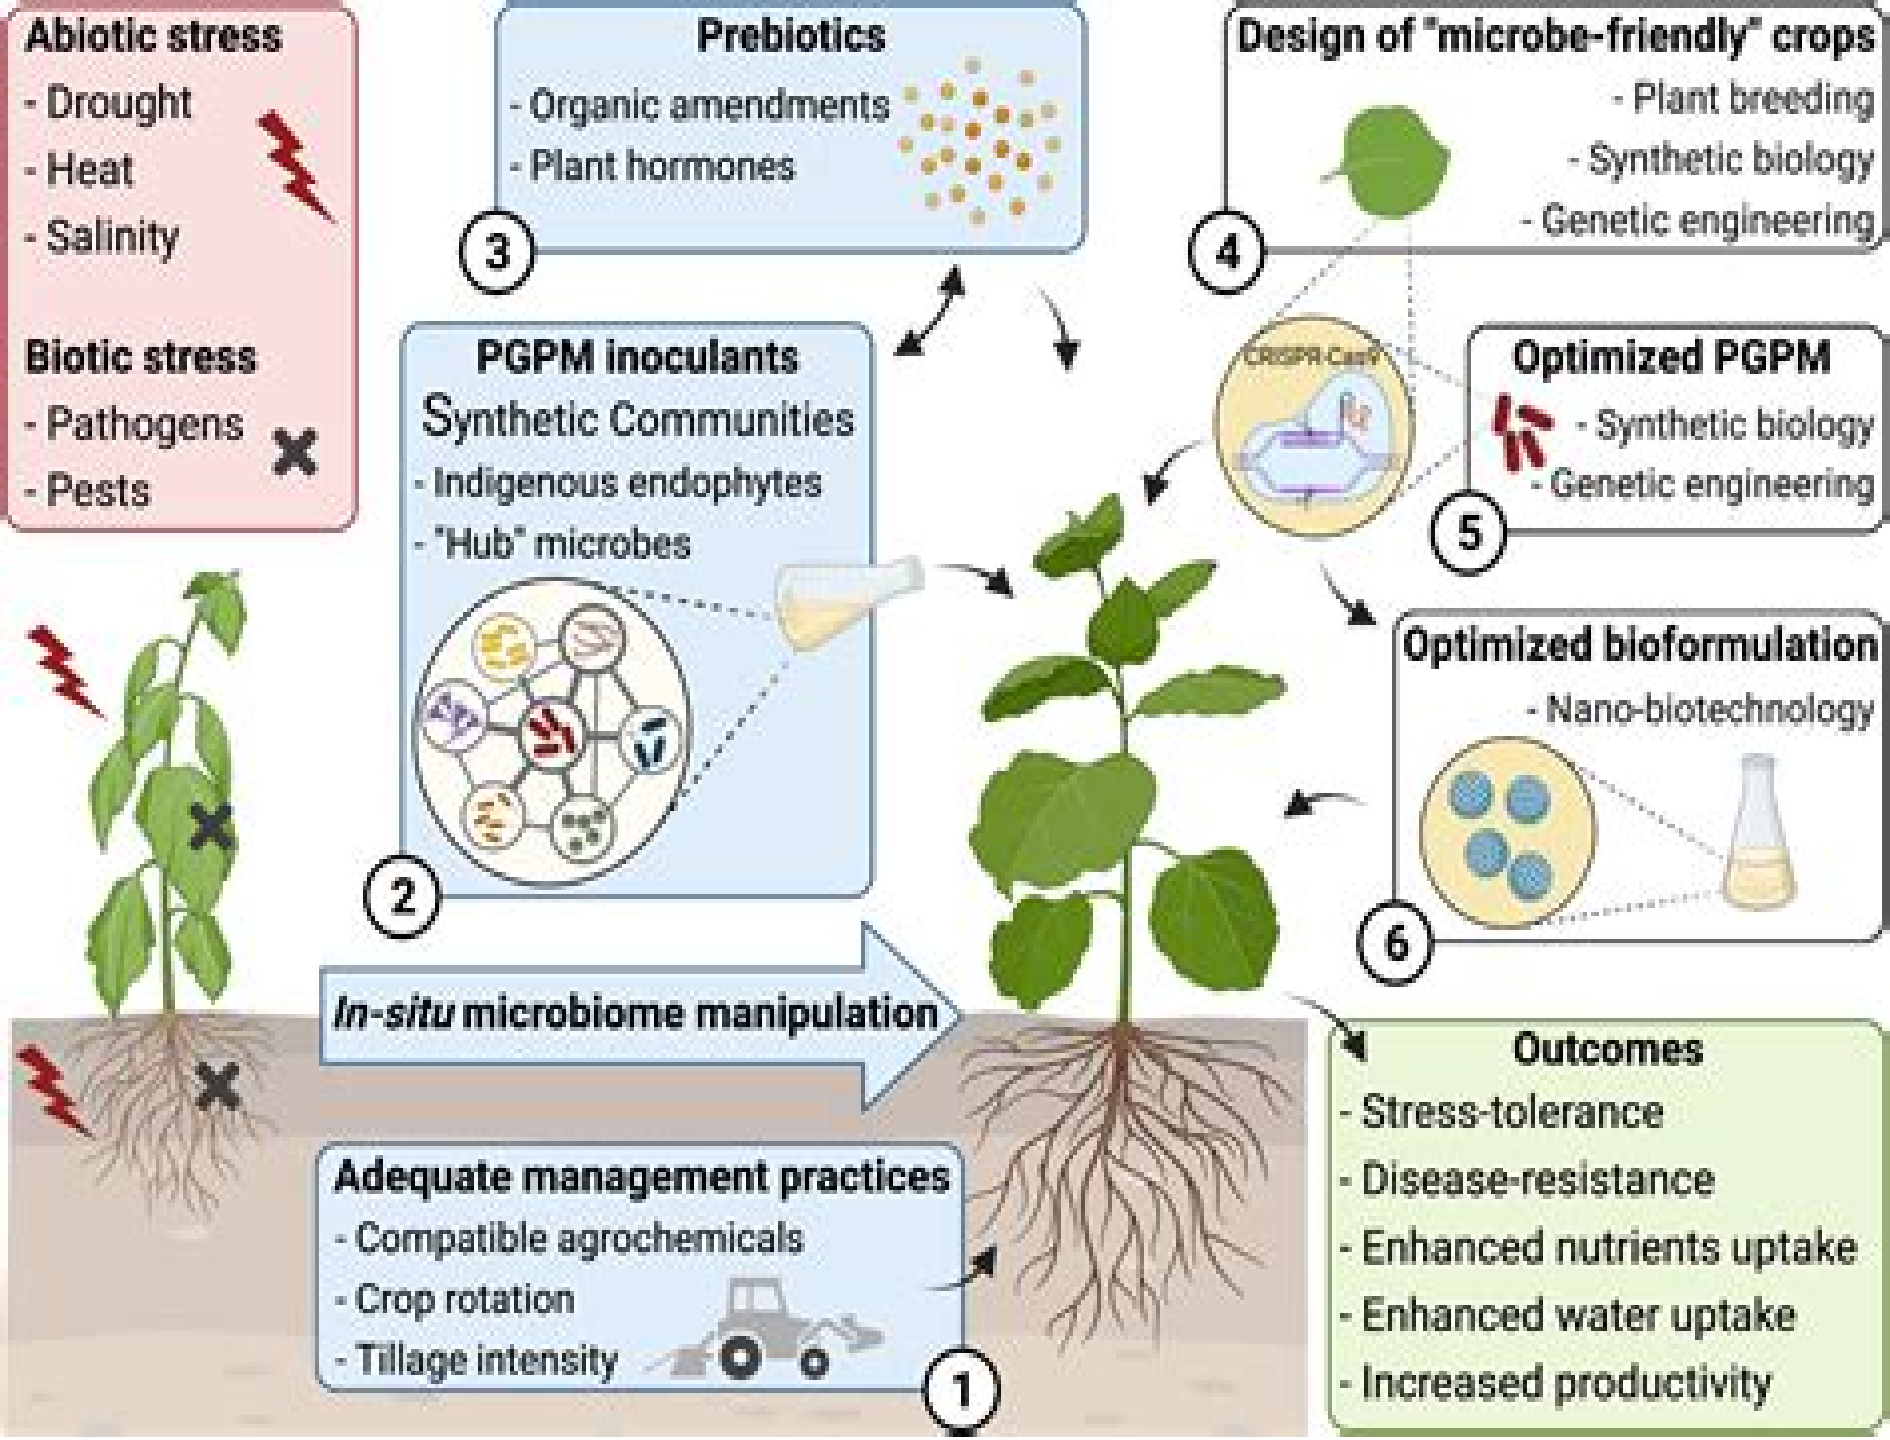 Abiotic stress
- Drought
- Heat
- Salinity
Biotic stress
- Pathogens
- Pests
Prebiotics
- Organic amendments
- Plant hormones
3
Design of "microbe-friendly" crops
- Plant breeding
- Synthetic biology
- Genetic engineering
4
PGPM inoculants
Synthetic Communities
- Indigenous endophytes
- "Hub" microbes
2
CRISPR-Cas9
Optimized PGPM
- Synthetic biology
- Genetic engineering
5
Optimized bioformulation
- Nano-biotechnology
6
In-situ microbiome manipulation
Adequate management practices
- Compatible agrochemicals
- Crop rotation
- Tillage intensity
1
Outcomes
- Stress-tolerance
- Disease-resistance
- Enhanced nutrients uptake
- Enhanced water uptake
- Increased productivity